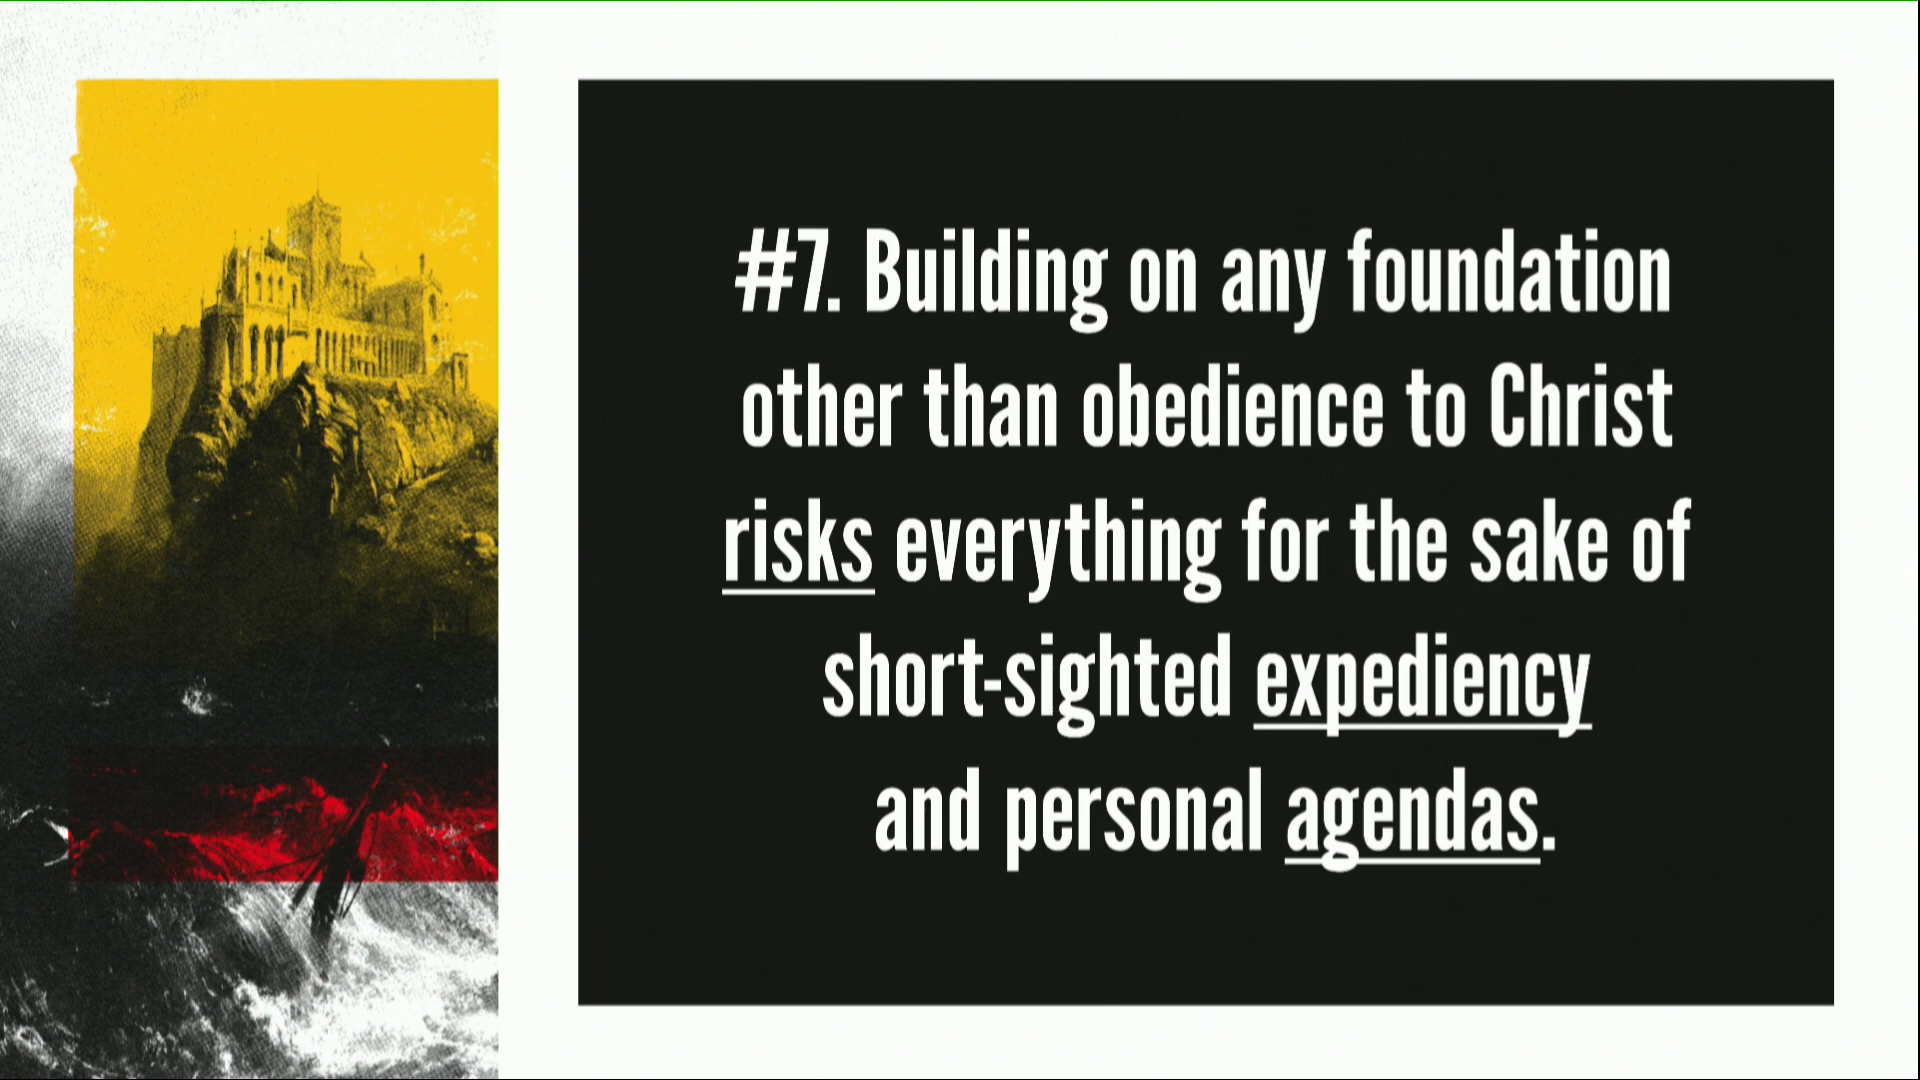 #7. Building on any foundation
other than obedience to Christ
risks everything for the sake of
short-sighted expediency
and personal agendas.